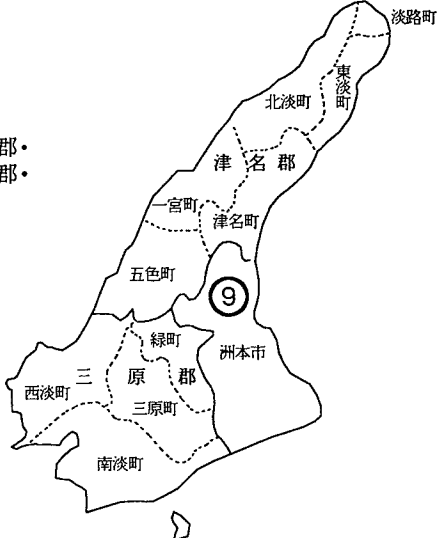 淡路町
東淡町
北淡町
郡・
郡・
津名郡
一宮町
津名町
五色町
⑨
緑町
洲本市
三原郡
西淡町
三原町
南淡町